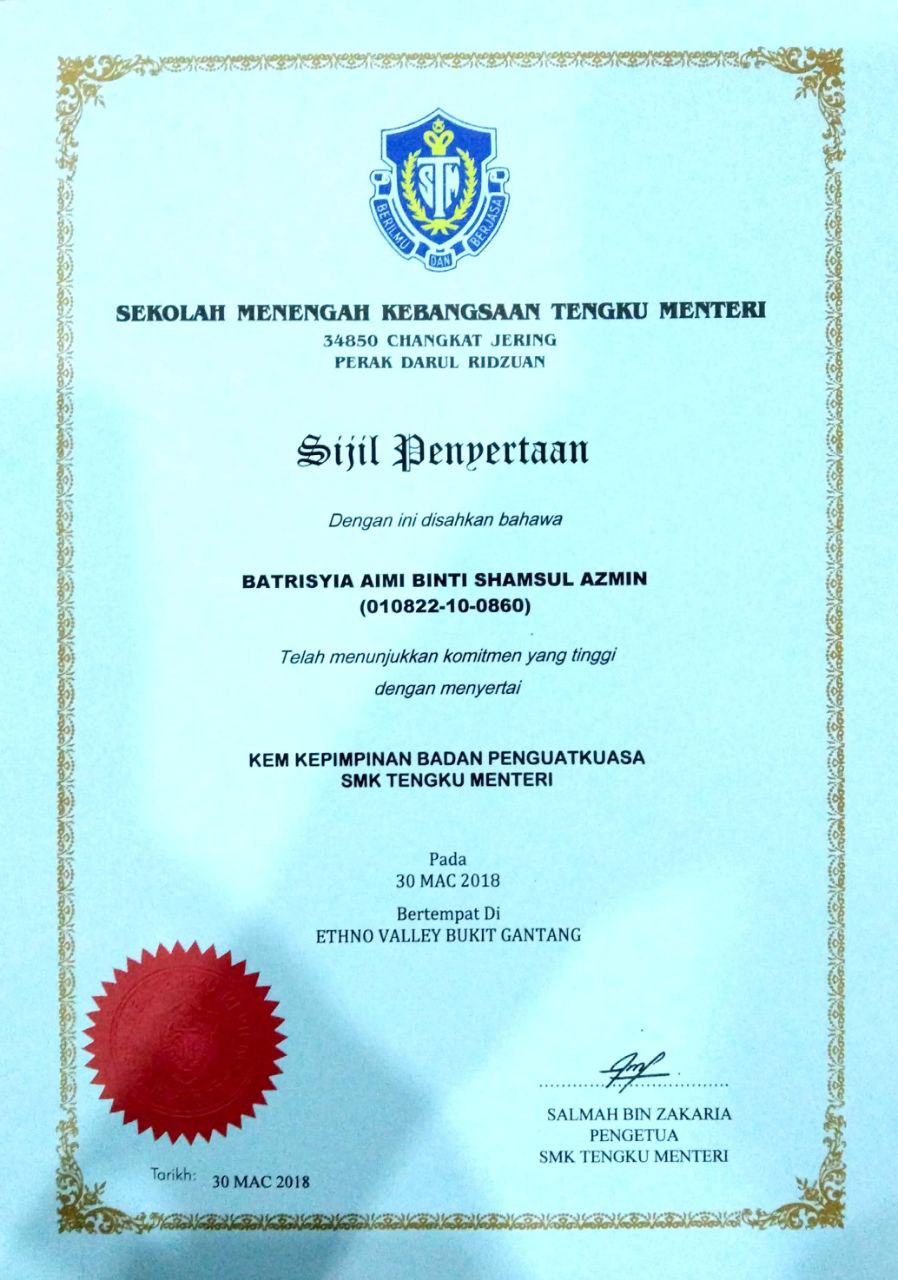 STM
BERILMU DAN BERJASA
SEKOLAH MENENGAH KEBANGSAAN TENGKU MENTERI
34850 CHANGKAT JERING
PERAK DARUL RIDZUAN
Sijil Penyertaan
Dengan ini disahkan bahawa
BATRISYIA AIMI BINTI SHAMSUL AZMIN
(010822-10-0860)
Telah menunjukkan komitmen yang tinggi
dengan menyertai
KEM KEPIMPINAN BADAN PENGUATKUASA
SMK TENGKU MENTERI
Pada
30 MAC 2018
Bertempat Di
ETHNO VALLEY BUKIT GANTANG
SALMAH BIN ZAKARIA
PENGETUA
SMK TENGKU MENTERI
Tarikh: 30 MAC 2018